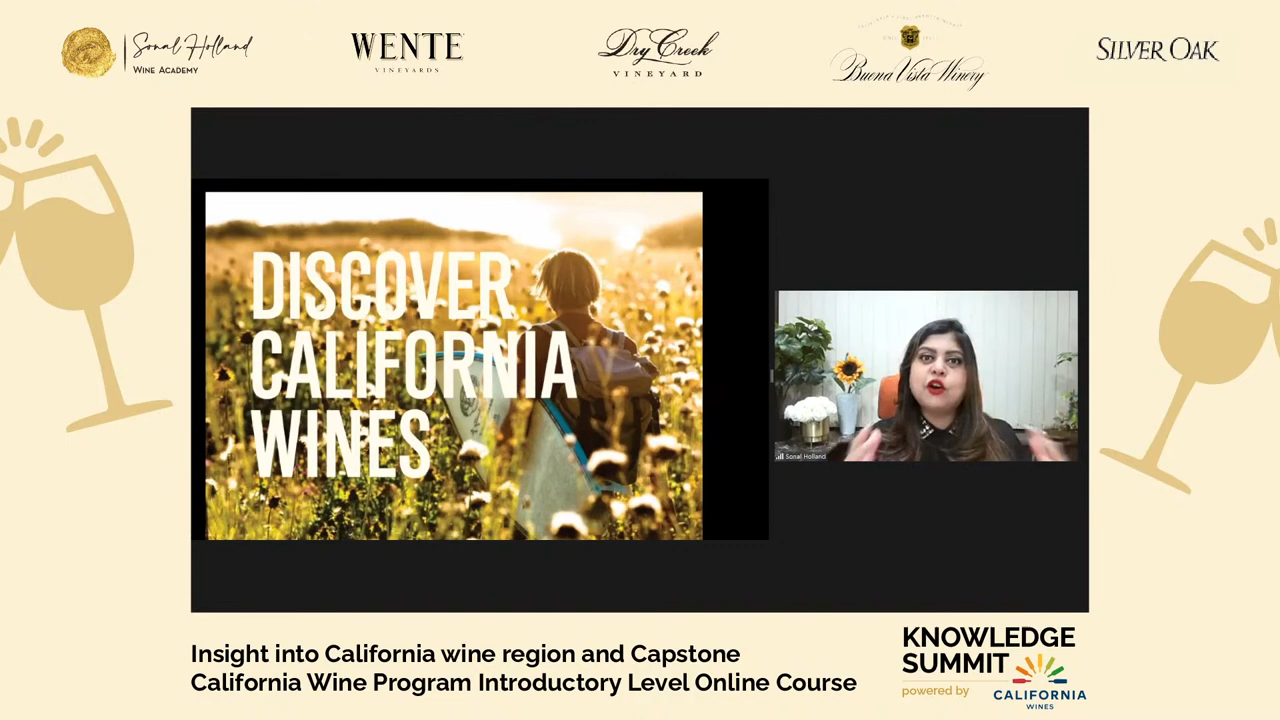 Sonal Holland
WINE ACADEMY
WENTE
VINEYARDS
Dry Creek
VINEYARD
Buena Vista Winery
SILVER OAK
DISCOVER
CALIFORNIA
WINES
Sonal Holland
Insight into California wine region and Capstone
California Wine Program Introductory Level Online Course
KNOWLEDGE
SUMMIT
powered by
CALIFORNIA
WINES